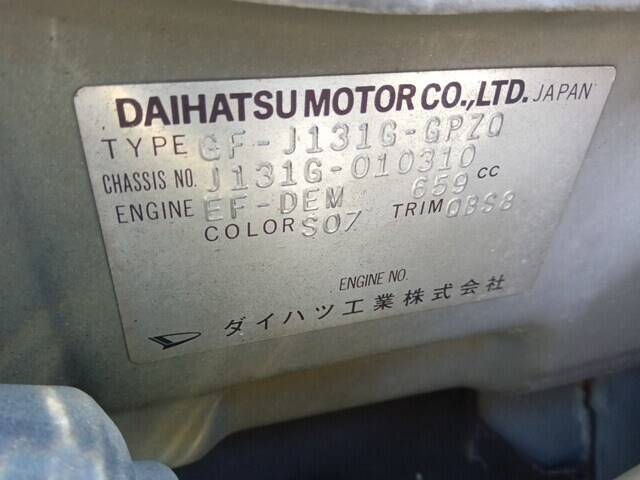 DAIHATSU MOTOR CO.,LTD. JAPAN
TYPE GF-J131G-GPZQ
CHASSIS NO. J131G-010310
ENGINE EF-DEM 659 CC
COLOR S07 TRIM QBS8
ENGINE NO.
ダイハツ工業株式会社